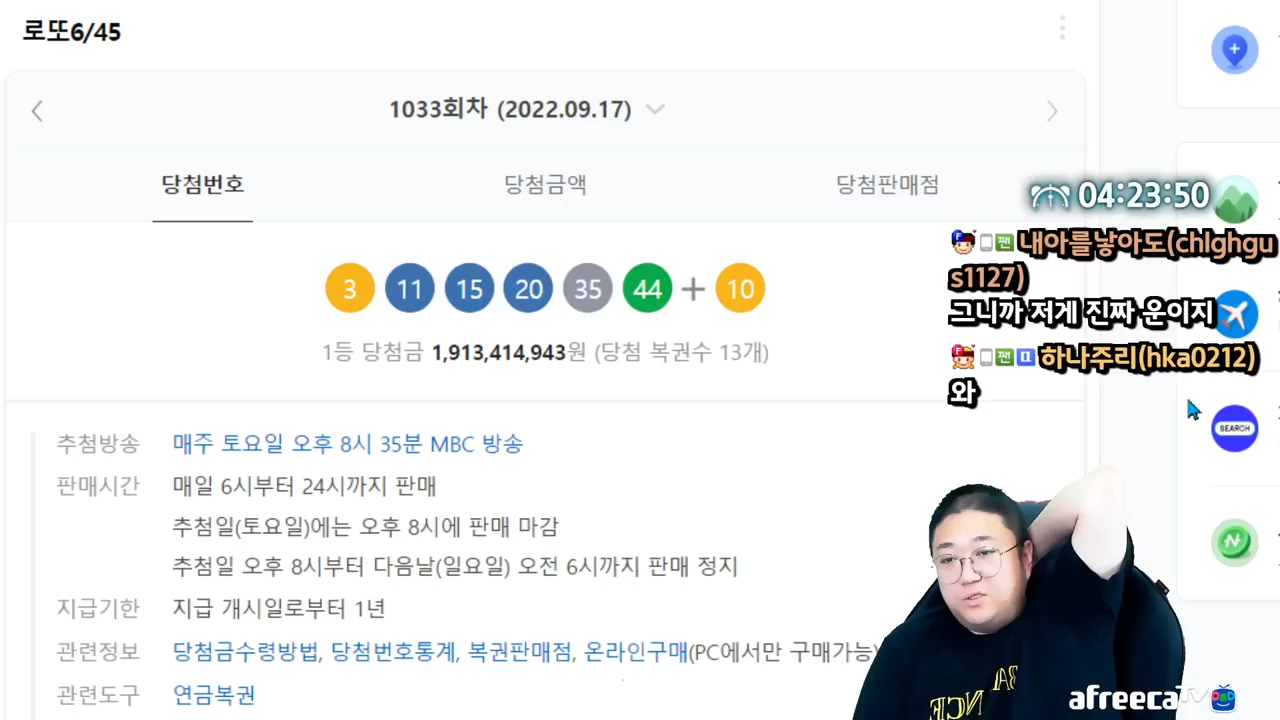 로또6/45
1033회차 (2022.09.17)
당첨번호 당첨금액 당첨판매점
04:23:50
3 11 15 20 35 44 + 10
1등 당첨금 1,913,414,943원 (당첨 복권수 13개)
내아를낳아도(chlghgu
s1127)
그니까 저게 진짜 운이지
하나주리(hka0212)
와
SEARCH
추첨방송 매주 토요일 오후 8시 35분 MBC 방송
판매시간 매일 6시부터 24시까지 판매
추첨일(토요일)에는 오후 8시에 판매 마감
추첨일 오후 8시부터 다음날(일요일) 오전 6시까지 판매 정지
지급기한 지급 개시일로부터 1년
관련정보 당첨금수령방법, 당첨번호통계, 복권판매점, 온라인구매(PC에서만 구매가능)
관련도구 연금복권
afreecaTV